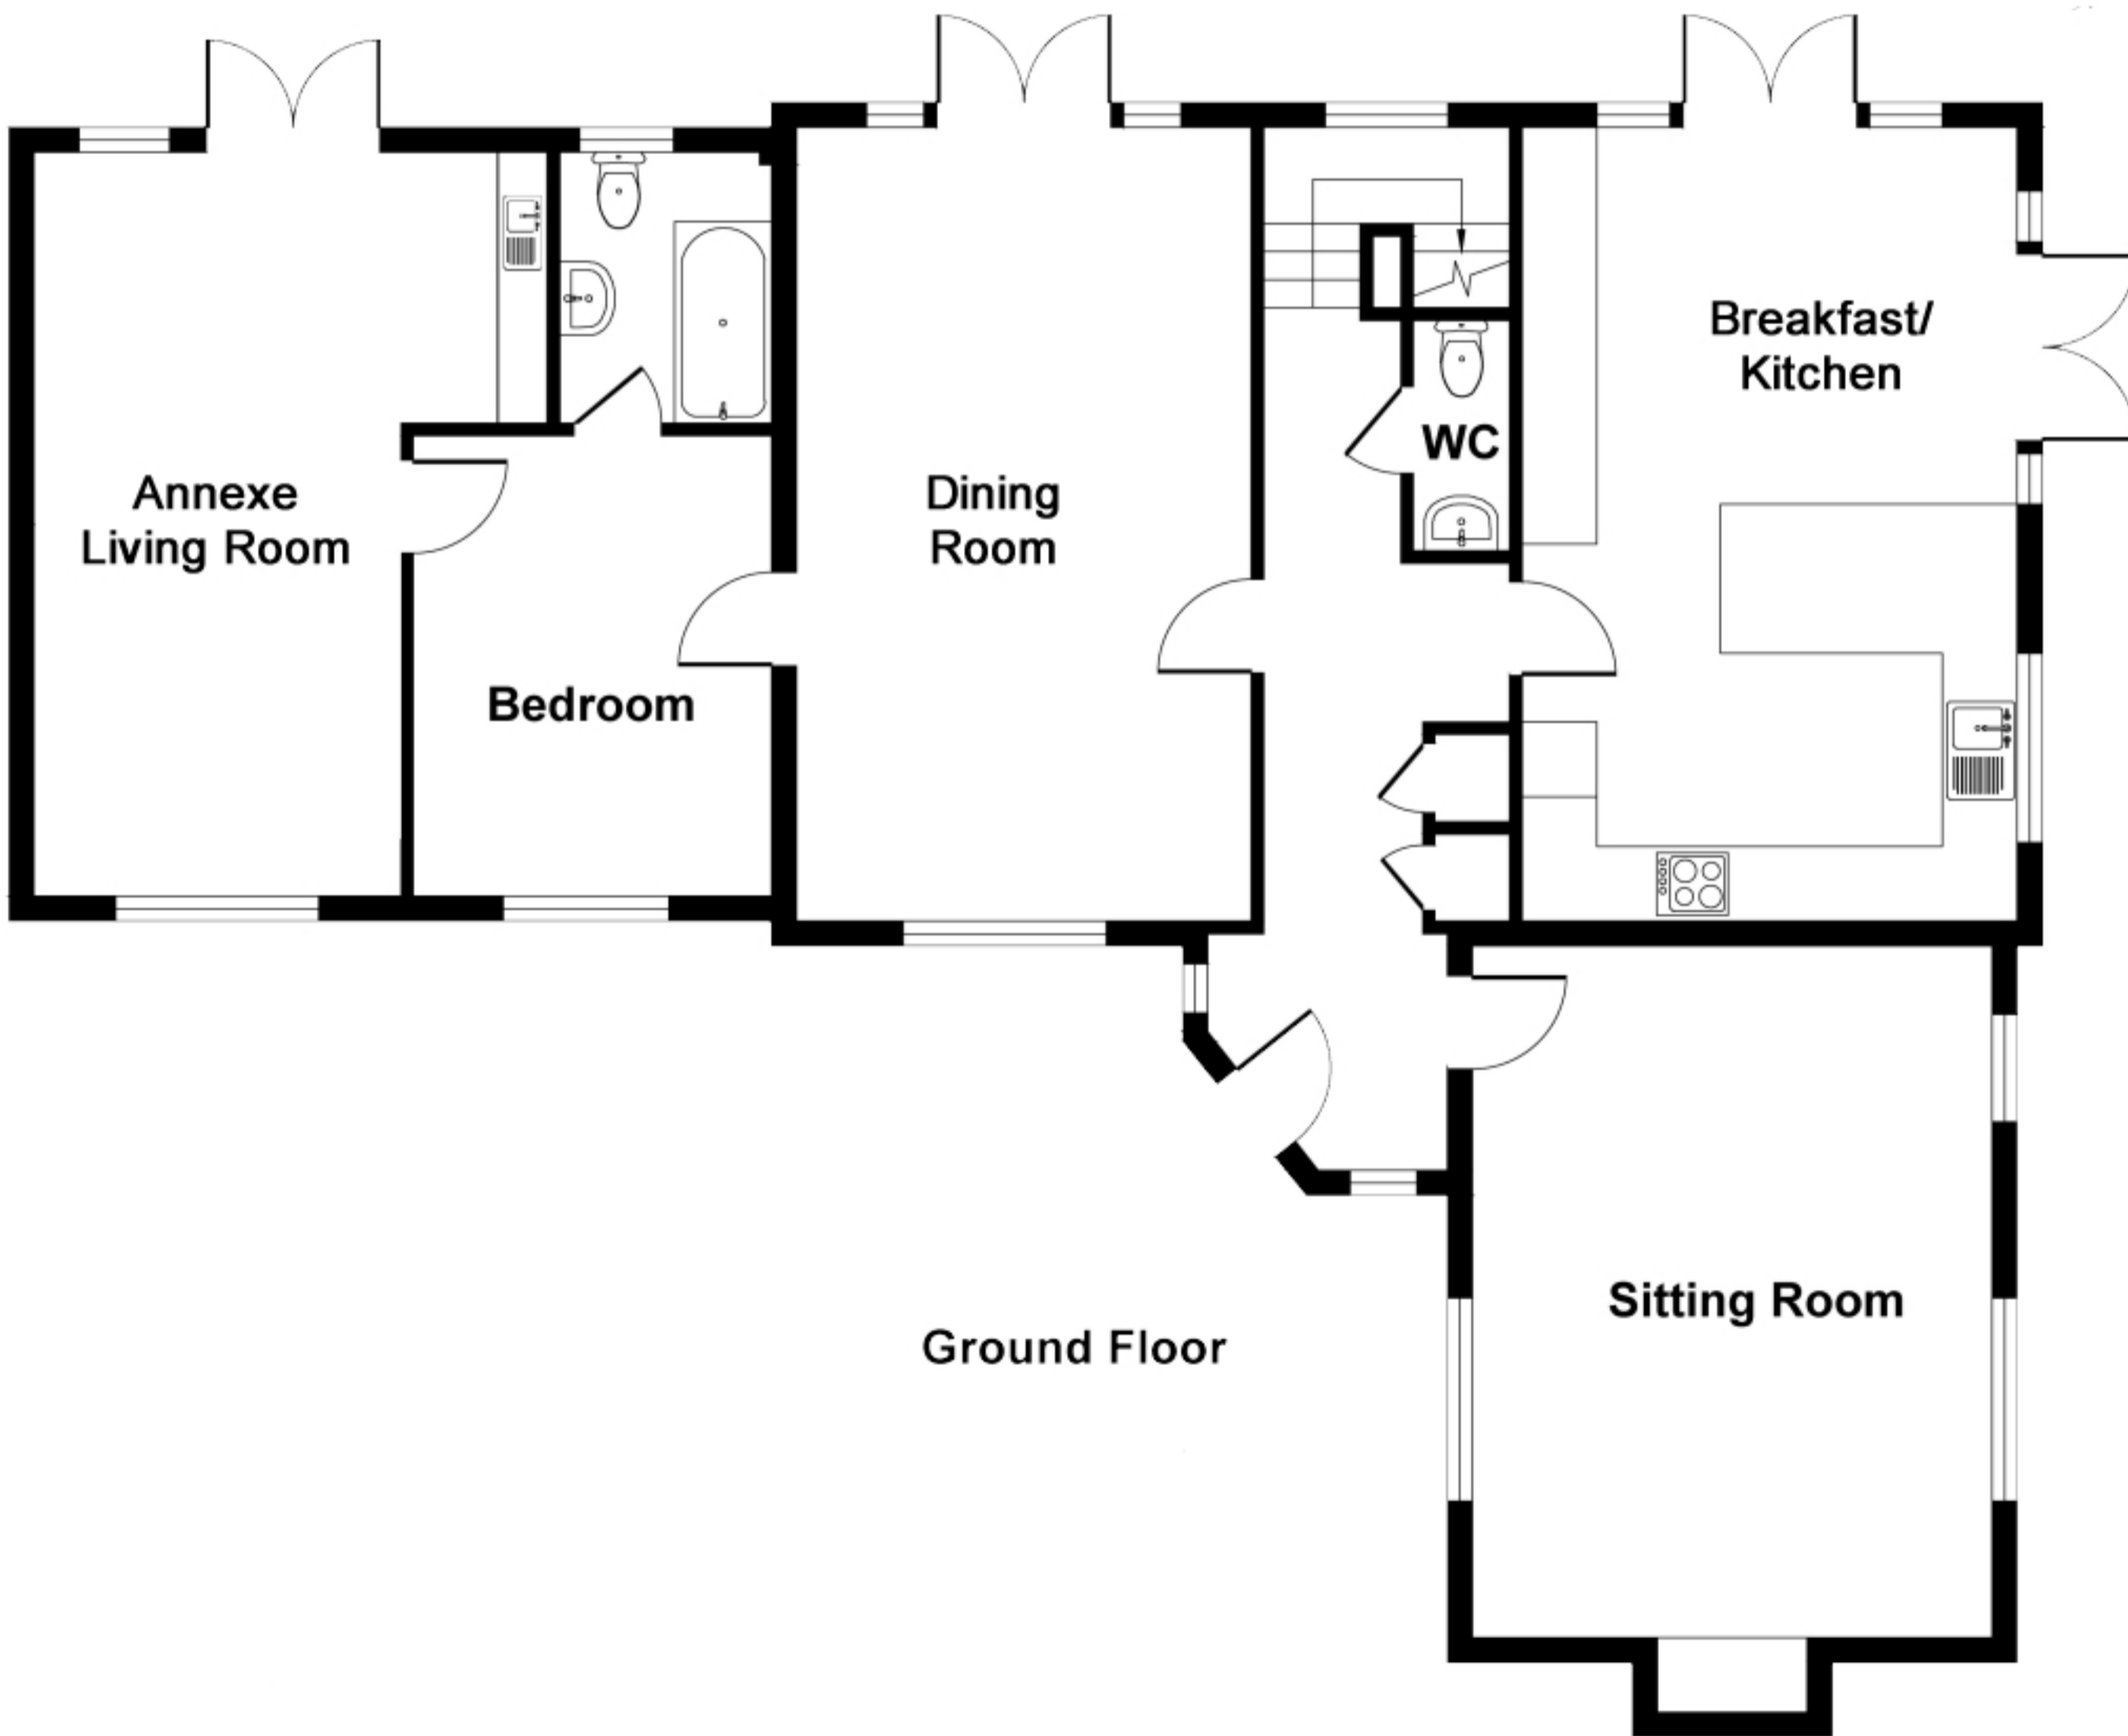 Breakfast/
Kitchen
WC
Annexe
Living Room
Dining
Room
Bedroom
Sitting Room
Ground Floor